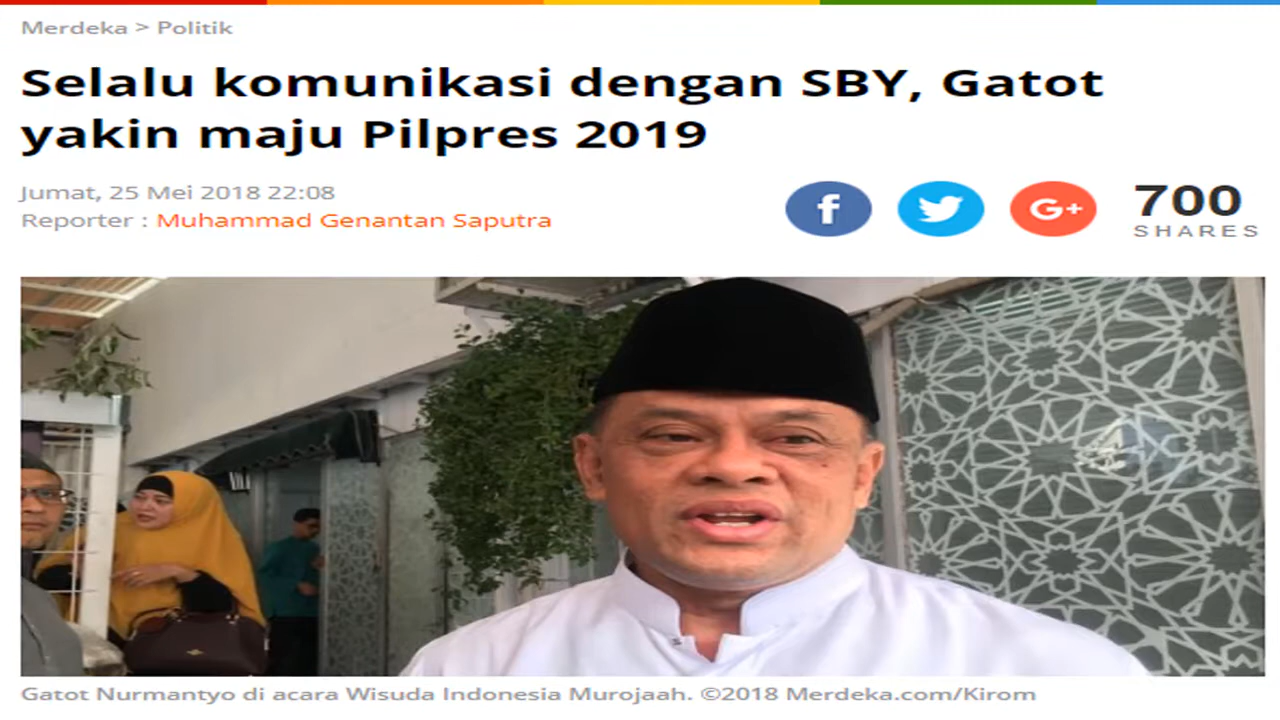 Merdeka > Politik
Selalu komunikasi dengan SBY, Gatot
yakin maju Pilpres 2019
Jumat, 25 Mei 2018 22:08
Reporter : Muhammad Genantan Saputra
700
SHARES
Gatot Nurmantyo di acara Wisuda Indonesia Murojaah. ©2018 Merdeka.com/Kirom